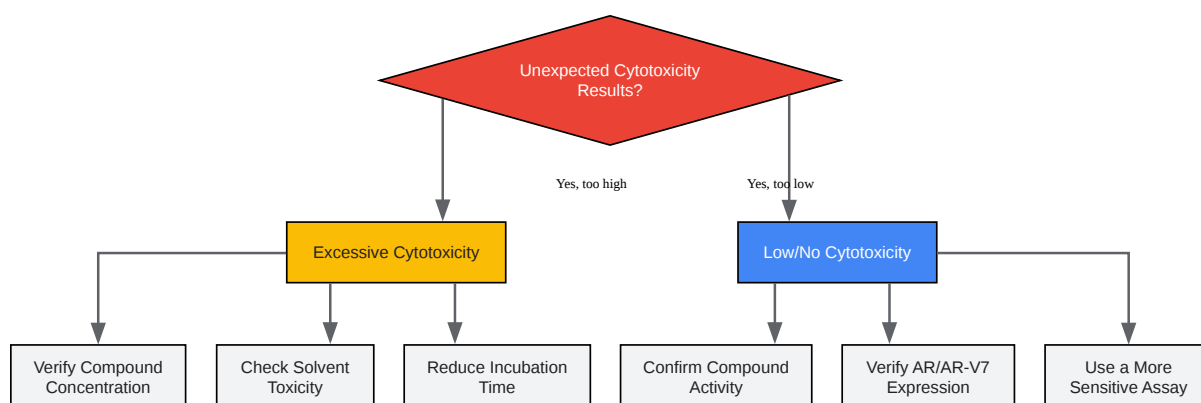 Unexpected Cytotoxicity
Results?
Yes, too high
Yes, too low
Excessive Cytotoxicity
Low/No Cytotoxicity
Verify Compound
Concentration
Check Solvent
Toxicity
Reduce Incubation
Time
Confirm Compound
Activity
Verify AR/AR-V7
Expression
Use a More
Sensitive Assay